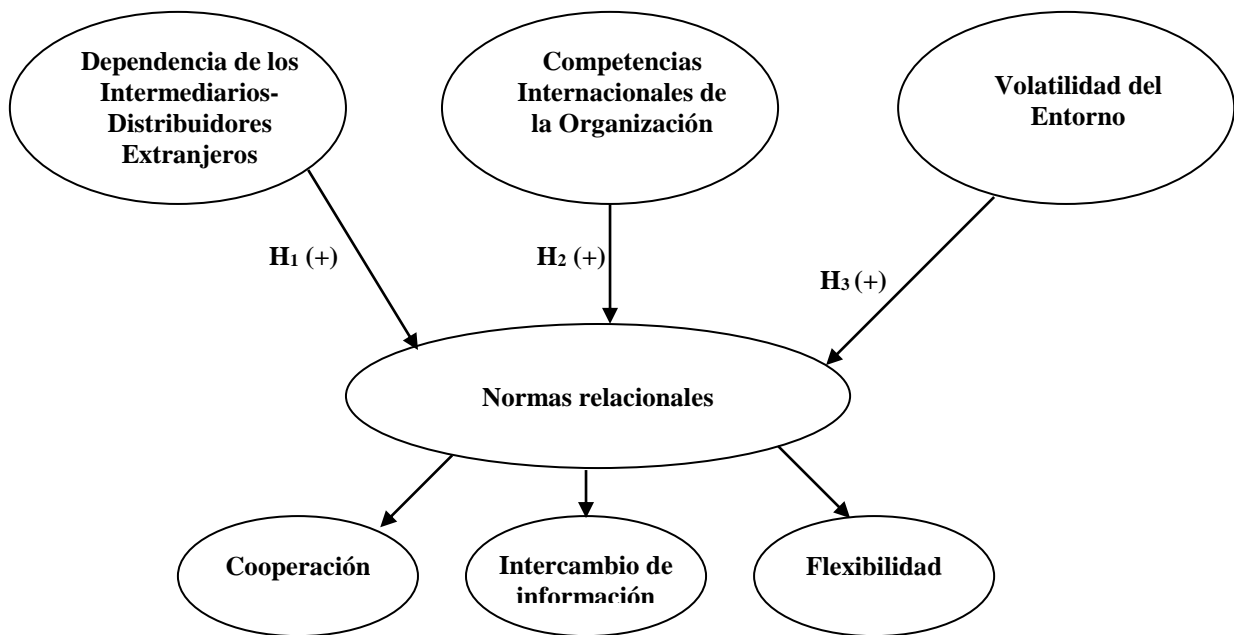 Dependencia de los
Intermediarios-
Distribuidores
Extranjeros
Competencias
Internacionales de
la Organización
Volatilidad del
Entorno
H₁ (+)
H₂ (+)
H₃ (+)
Normas relacionales
Cooperación
Intercambio de
información
Flexibilidad